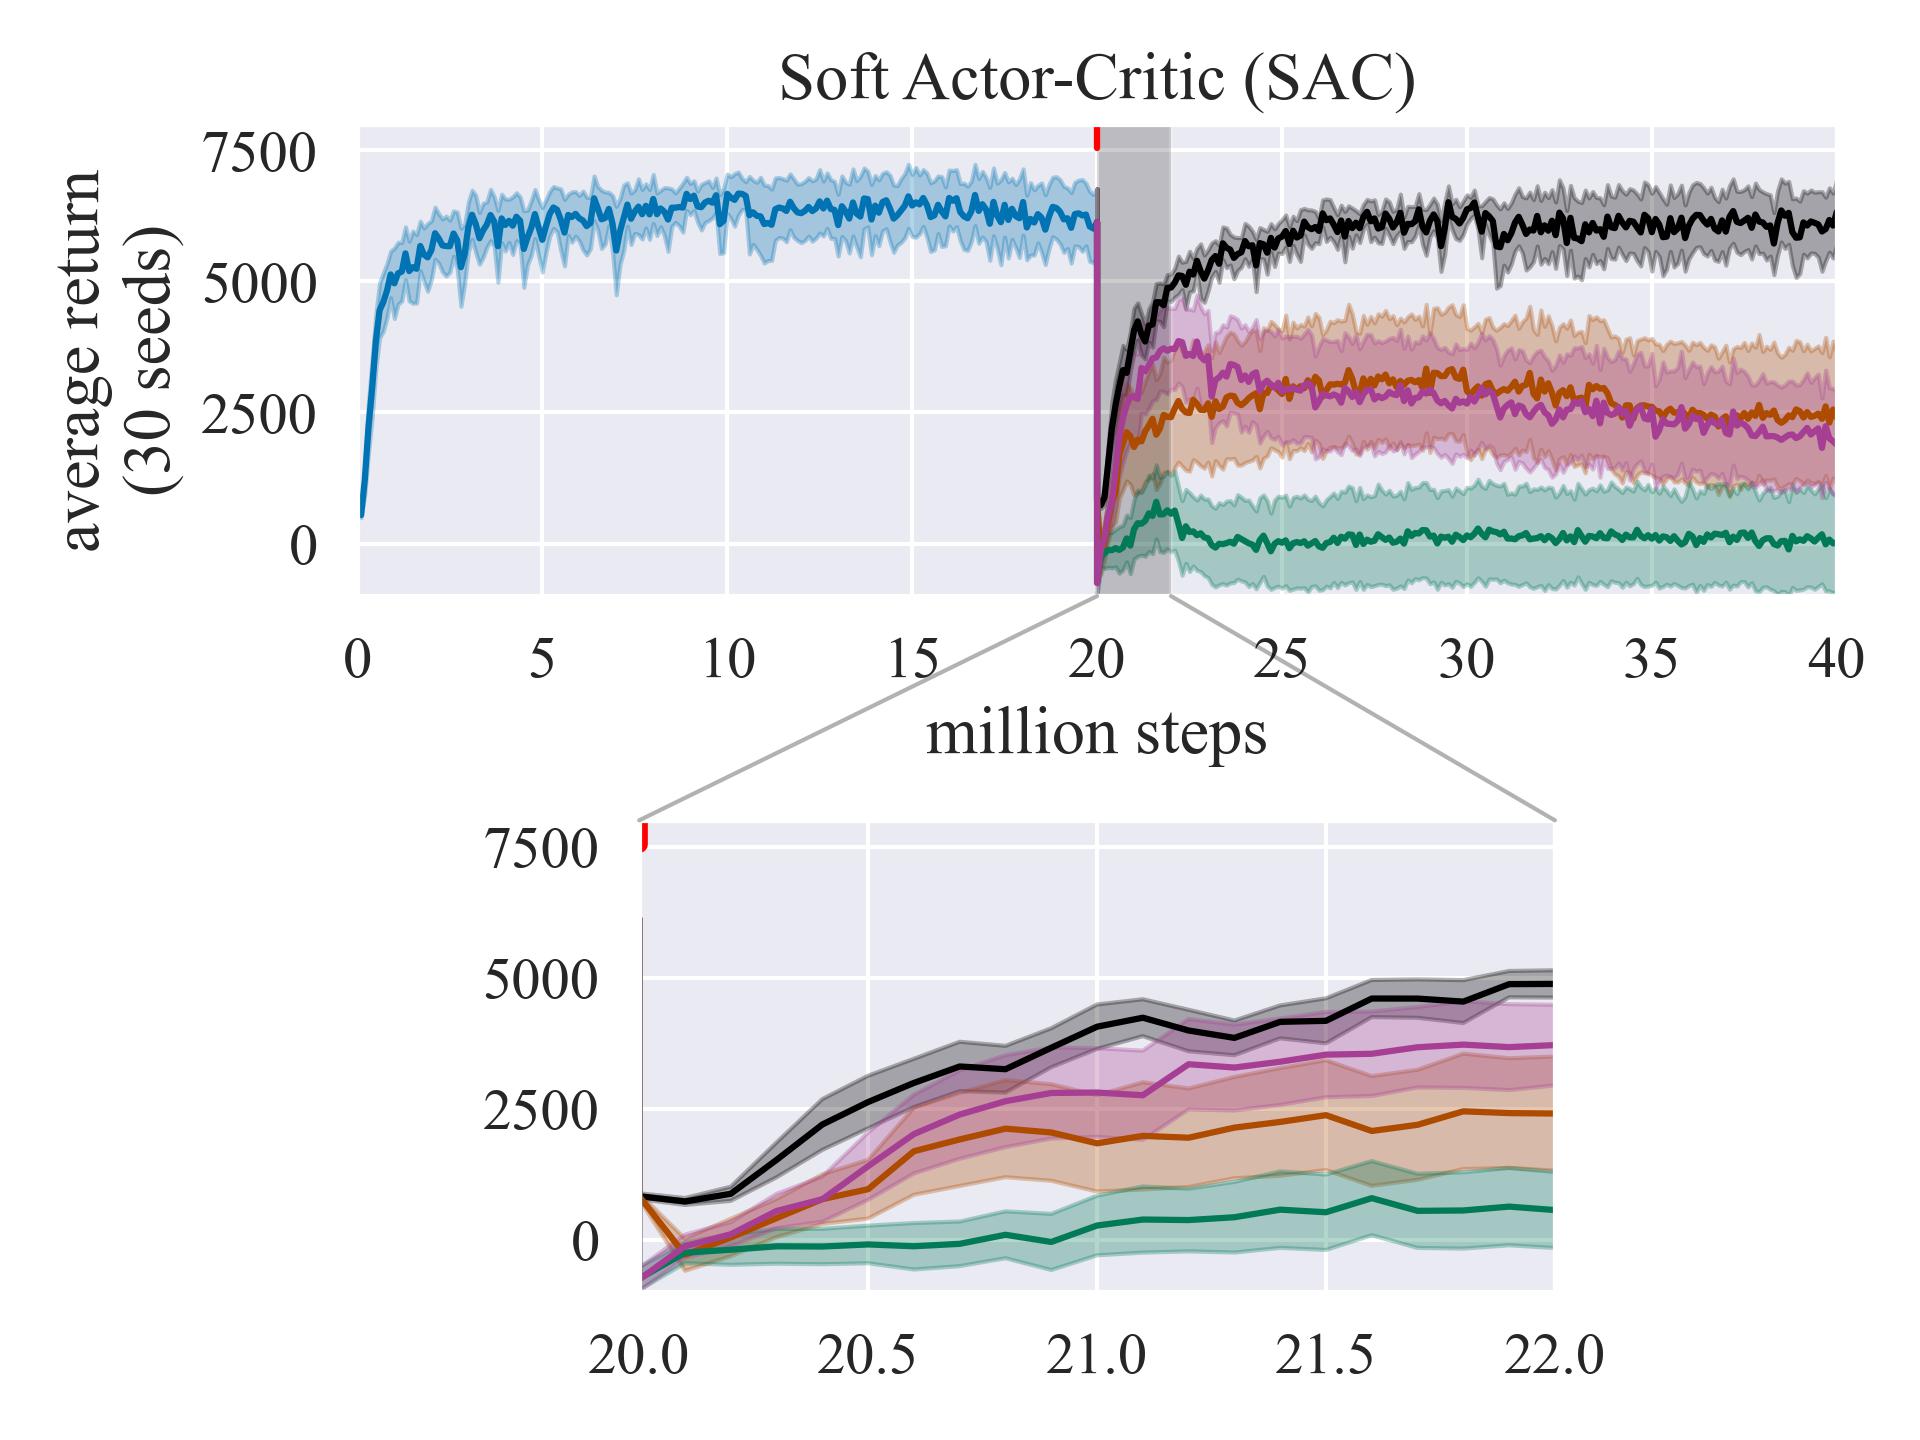 Soft Actor-Critic (SAC)
average return
(30 seeds)
7500
5000
2500
0
0 5 10 15 20 25 30 35 40
million steps
7500
5000
2500
0
20.0 20.5 21.0 21.5 22.0